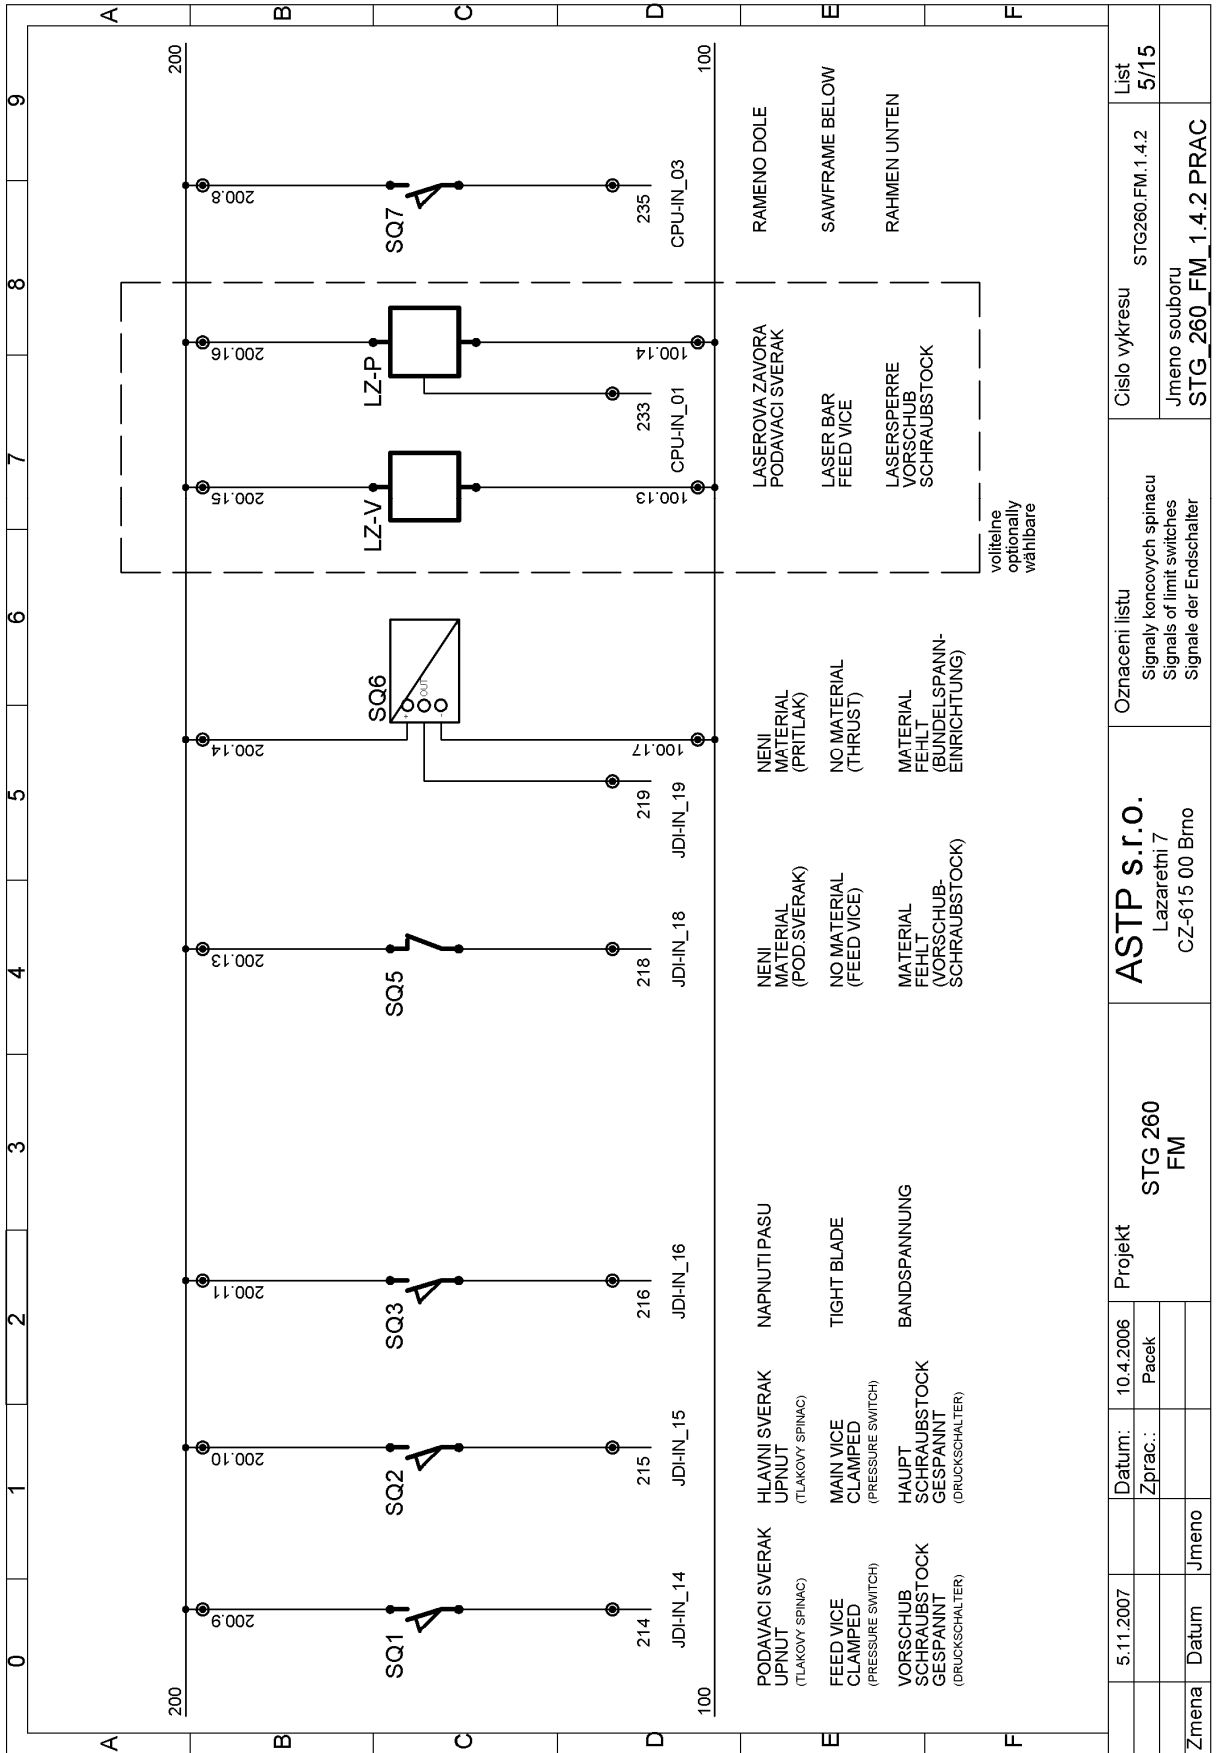 0 1 2 3 4 5 6 7 8 9
A
A
B
B
C
C
D
D
E
E
F
F
200
200
100
100
200.9
SQ1
214
JDI-IN_14
PODAVACI SVERAK
UPNUT
(TLAKOVY SPINAC)
FEED VICE
CLAMPED
(PRESSURE SWITCH)
VORSCHUB
SCHRAUBSTOCK
GESPANNT
(DRUCKSCHALTER)
200.10
SQ2
215
JDI-IN_15
HLAVNI SVERAK
UPNUT
(TLAKOVY SPINAC)
MAIN VICE
CLAMPED
(PRESSURE SWITCH)
HAUPT
SCHRAUBSTOCK
GESPANNT
(DRUCKSCHALTER)
200.11
SQ3
216
JDI-IN_16
NAPNUTI PASU
TIGHT BLADE
BANDSPANNUNG
200.13
SQ5
218
JDI-IN_18
NENI
MATERIAL
(POD.SVERAK)
NO MATERIAL
(FEED VICE)
MATERIAL
FEHLT
(VORSCHUB-
SCHRAUBSTOCK)
200.14
SQ6
+
OUT
-
100.17
219
JDI-IN_19
NENI
MATERIAL
(PRITLAK)
NO MATERIAL
(THRUST)
MATERIAL
FEHLT
(BUNDELSPANN-
EINRICHTUNG)
200.15
LZ-V
100.13
200.16
LZ-P
100.14
233
CPU-IN_01
LASEROVA ZAVORA
PODAVACI SVERAK
LASER BAR
FEED VICE
LASERSPERRE
VORSCHUB
SCHRAUBSTOCK
volitelne
optionally
wählbare
200.8
SQ7
235
CPU-IN_03
RAMENO DOLE
SAWFRAME BELOW
RAHMEN UNTEN
5.11.2007
Zmena Datum Jmeno
Datum: 10.4.2006
Zprac.: Pacek
Projekt
STG 260
FM
ASTP s.r.o.
Lazaretni 7
CZ-615 00 Brno
Oznaceni listu
Signaly koncovych spinacu
Signals of limit switches
Signale der Endschalter
Cislo vykresu
STG260.FM.1.4.2
Jmeno souboru
STG_260_FM_1.4.2 PRAC
List
5/15